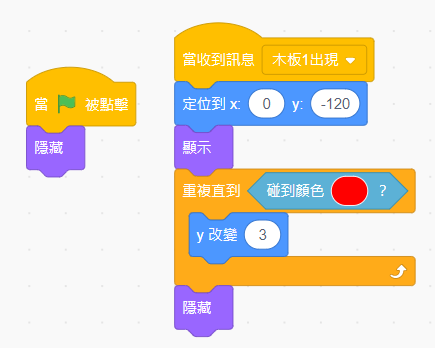 當 被點擊
隱藏
當收到訊息 木板1出現
定位到 x: 0 y: -120
顯示
重複直到 碰到顏色 ?
y 改變 3
隱藏